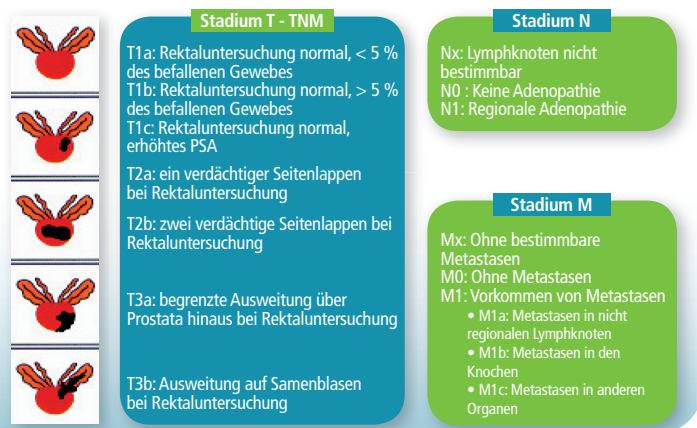 Stadium T - TNM
T1a: Rektaluntersuchung normal, < 5 %
des befallenen Gewebes
T1b: Rektaluntersuchung normal, > 5 %
des befallenen Gewebes
T1c: Rektaluntersuchung normal,
erhöhtes PSA
T2a: ein verdächtiger Seitenlappen
bei Rektaluntersuchung
T2b: zwei verdächtige Seitenlappen bei
Rektaluntersuchung
T3a: begrenzte Ausweitung über
Prostata hinaus bei Rektaluntersuchung
T3b: Ausweitung auf Samenblasen
bei Rektaluntersuchung
Stadium N
Nx: Lymphknoten nicht
bestimmbar
N0 : Keine Adenopathie
N1: Regionale Adenopathie
Stadium M
Mx: Ohne bestimmbare
Metastasen
M0: Ohne Metastasen
M1: Vorkommen von Metastasen
• M1a: Metastasen in nicht
regionalen Lymphknoten
• M1b: Metastasen in den
Knochen
• M1c: Metastasen in anderen
Organen